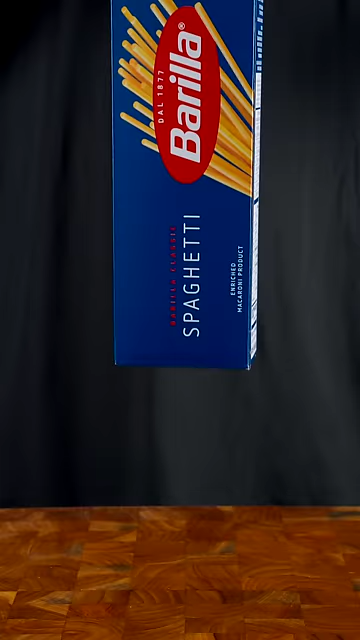 DAL 1877
Barilla®
BARILLA CLASSIC
SPAGHETTI
ENRICHED
MACARONI PRODUCT